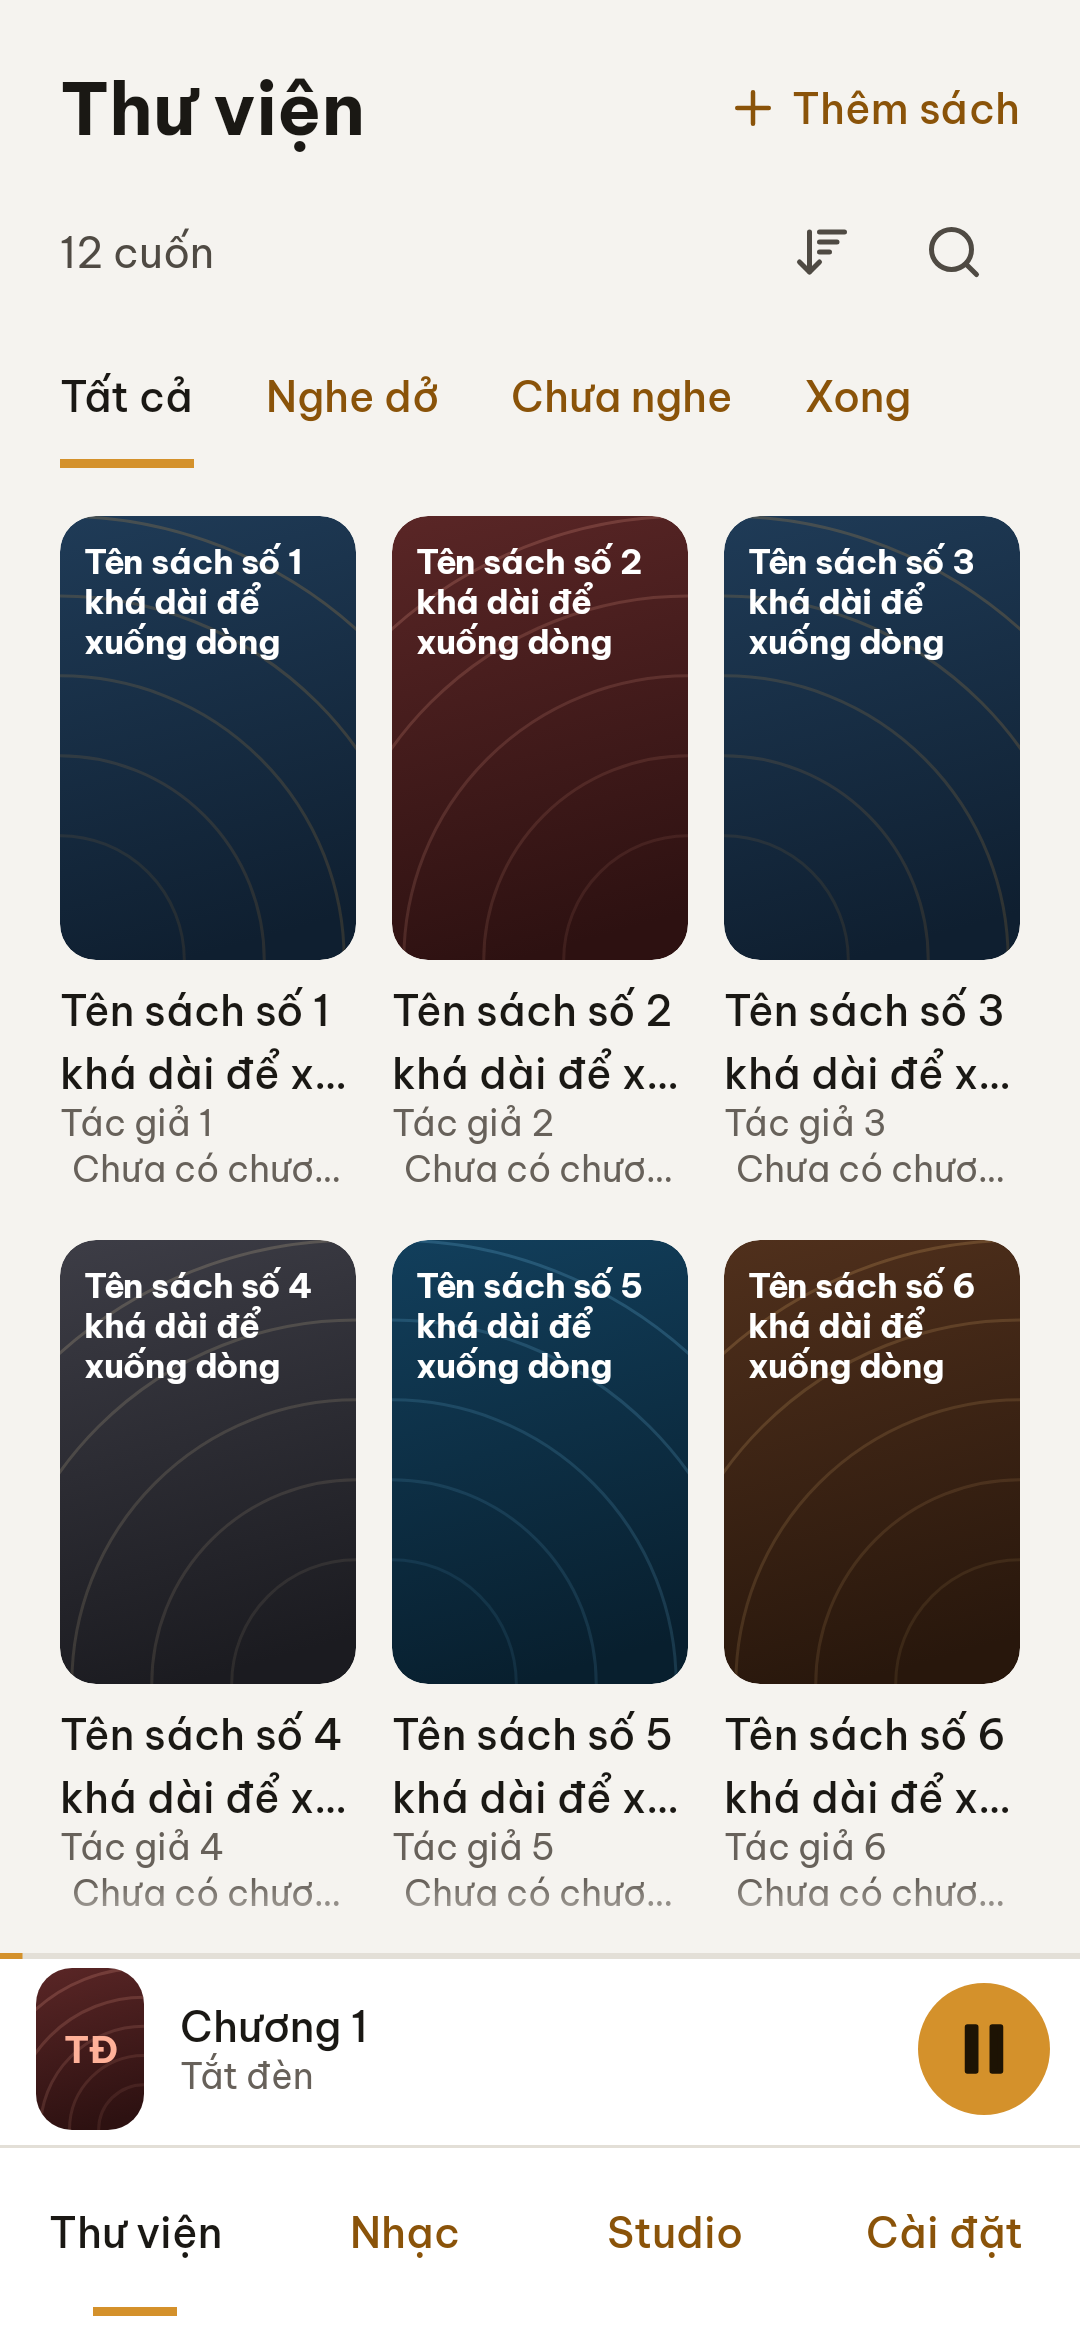 Thư viện
Thêm sách
12 cuốn
Tất cả
Nghe dở
Chưa nghe
Xong
Tên sách số 1
khá dài để
xuống dòng
Tên sách số 2
khá dài để
xuống dòng
Tên sách số 3
khá dài để
xuống dòng
Tên sách số 1
khá dài để x...
Tác giả 1
Chưa có chươ...
Tên sách số 2
khá dài để x...
Tác giả 2
Chưa có chươ...
Tên sách số 3
khá dài để x...
Tác giả 3
Chưa có chươ...
Tên sách số 4
khá dài để
xuống dòng
Tên sách số 5
khá dài để
xuống dòng
Tên sách số 6
khá dài để
xuống dòng
Tên sách số 4
khá dài để x...
Tác giả 4
Chưa có chươ...
Tên sách số 5
khá dài để x...
Tác giả 5
Chưa có chươ...
Tên sách số 6
khá dài để x...
Tác giả 6
Chưa có chươ...
TĐ
Chương 1
Tắt đèn
Thư viện
Nhạc
Studio
Cài đặt